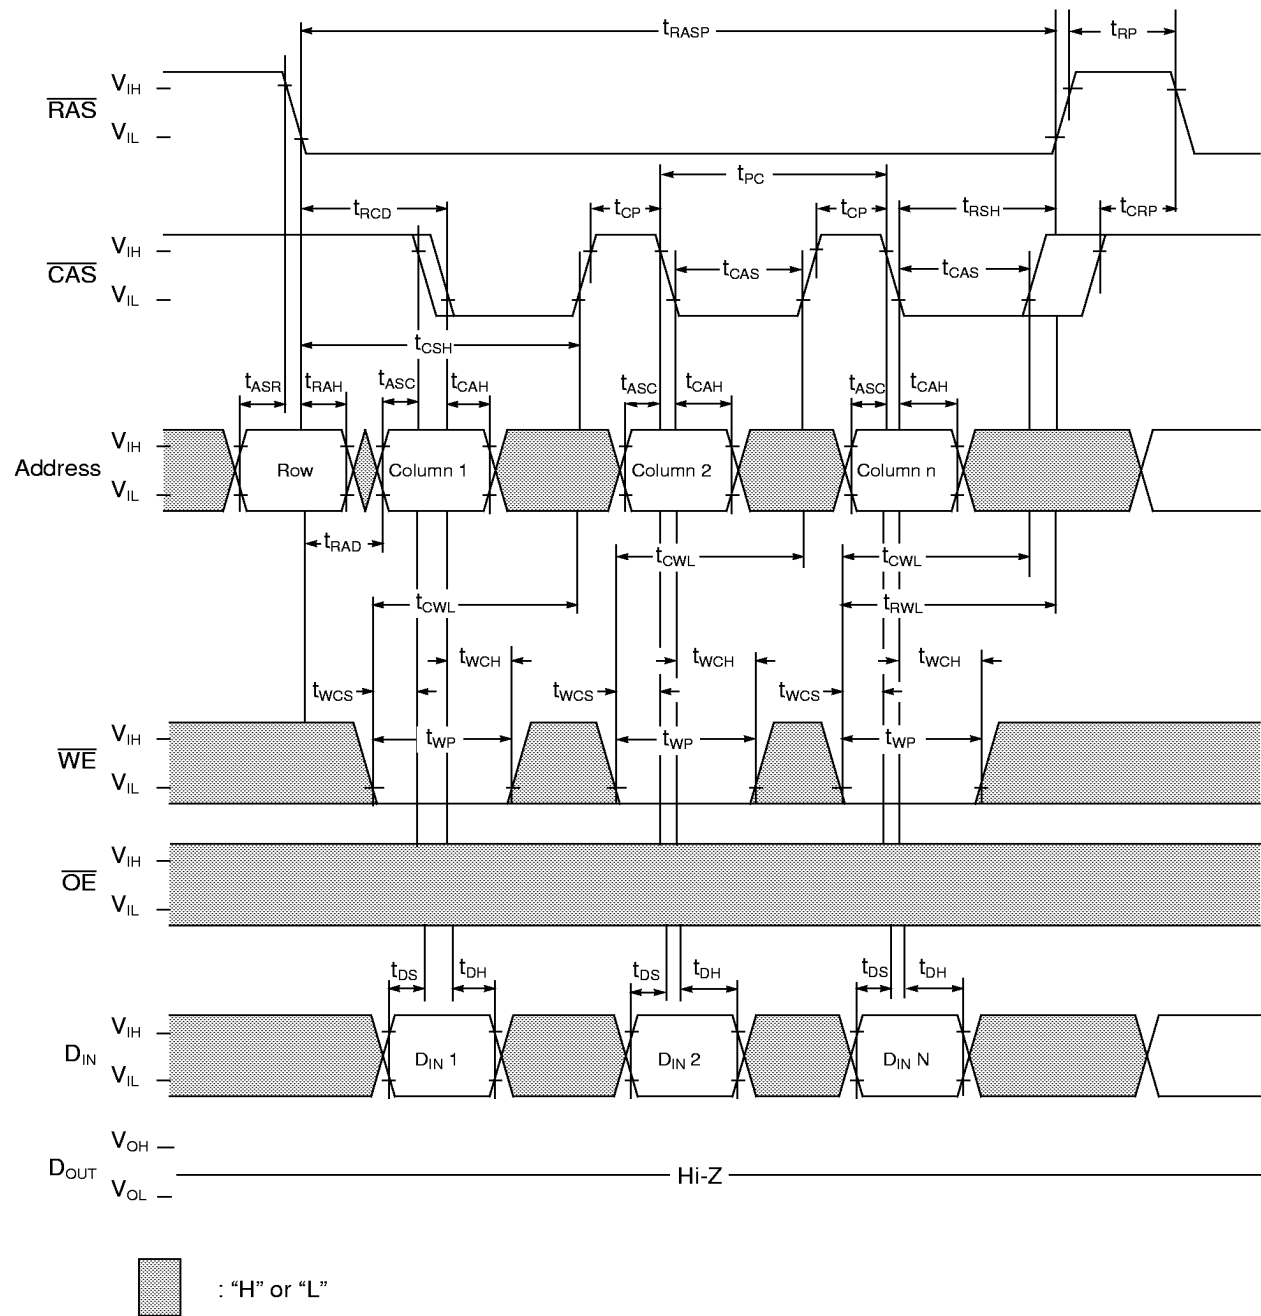 tRASP
tRP
RAS
VIH
VIL
tPC
tRCD
tCP
tCP
tRSH
tCRP
CAS
VIH
VIL
tCAS
tCAS
tCSH
tASR
tRAH
tASC
tCAH
tASC
tCAH
tASC
tCAH
Address
VIH
VIL
Row
Column 1
Column 2
Column n
tRAD
tCWL
tCWL
tCWL
tRWL
tWCH
tWCH
tWCH
tWCS
tWCS
tWCS
WE
VIH
VIL
tWP
tWP
tWP
OE
VIH
VIL
tDS
tDH
tDS
tDH
tDS
tDH
DIN
VIH
VIL
DIN 1
DIN 2
DIN N
DOUT
VOH
VOL
Hi-Z
: “H” or “L”